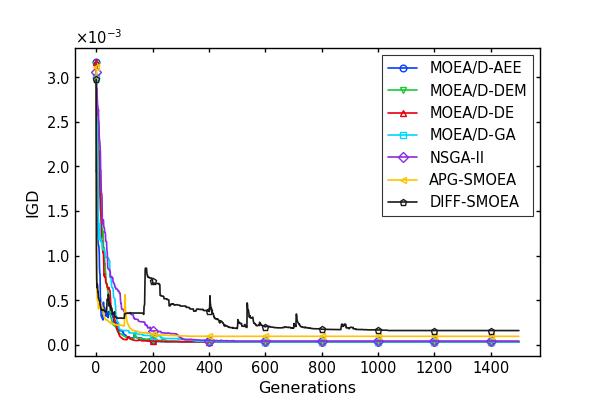 ×10⁻³
3.0
2.5
2.0
1.5
1.0
0.5
0.0
IGD
0 200 400 600 800 1000 1200 1400
Generations
MOEA/D-AEE
MOEA/D-DEM
MOEA/D-DE
MOEA/D-GA
NSGA-II
APG-SMOEA
DIFF-SMOEA